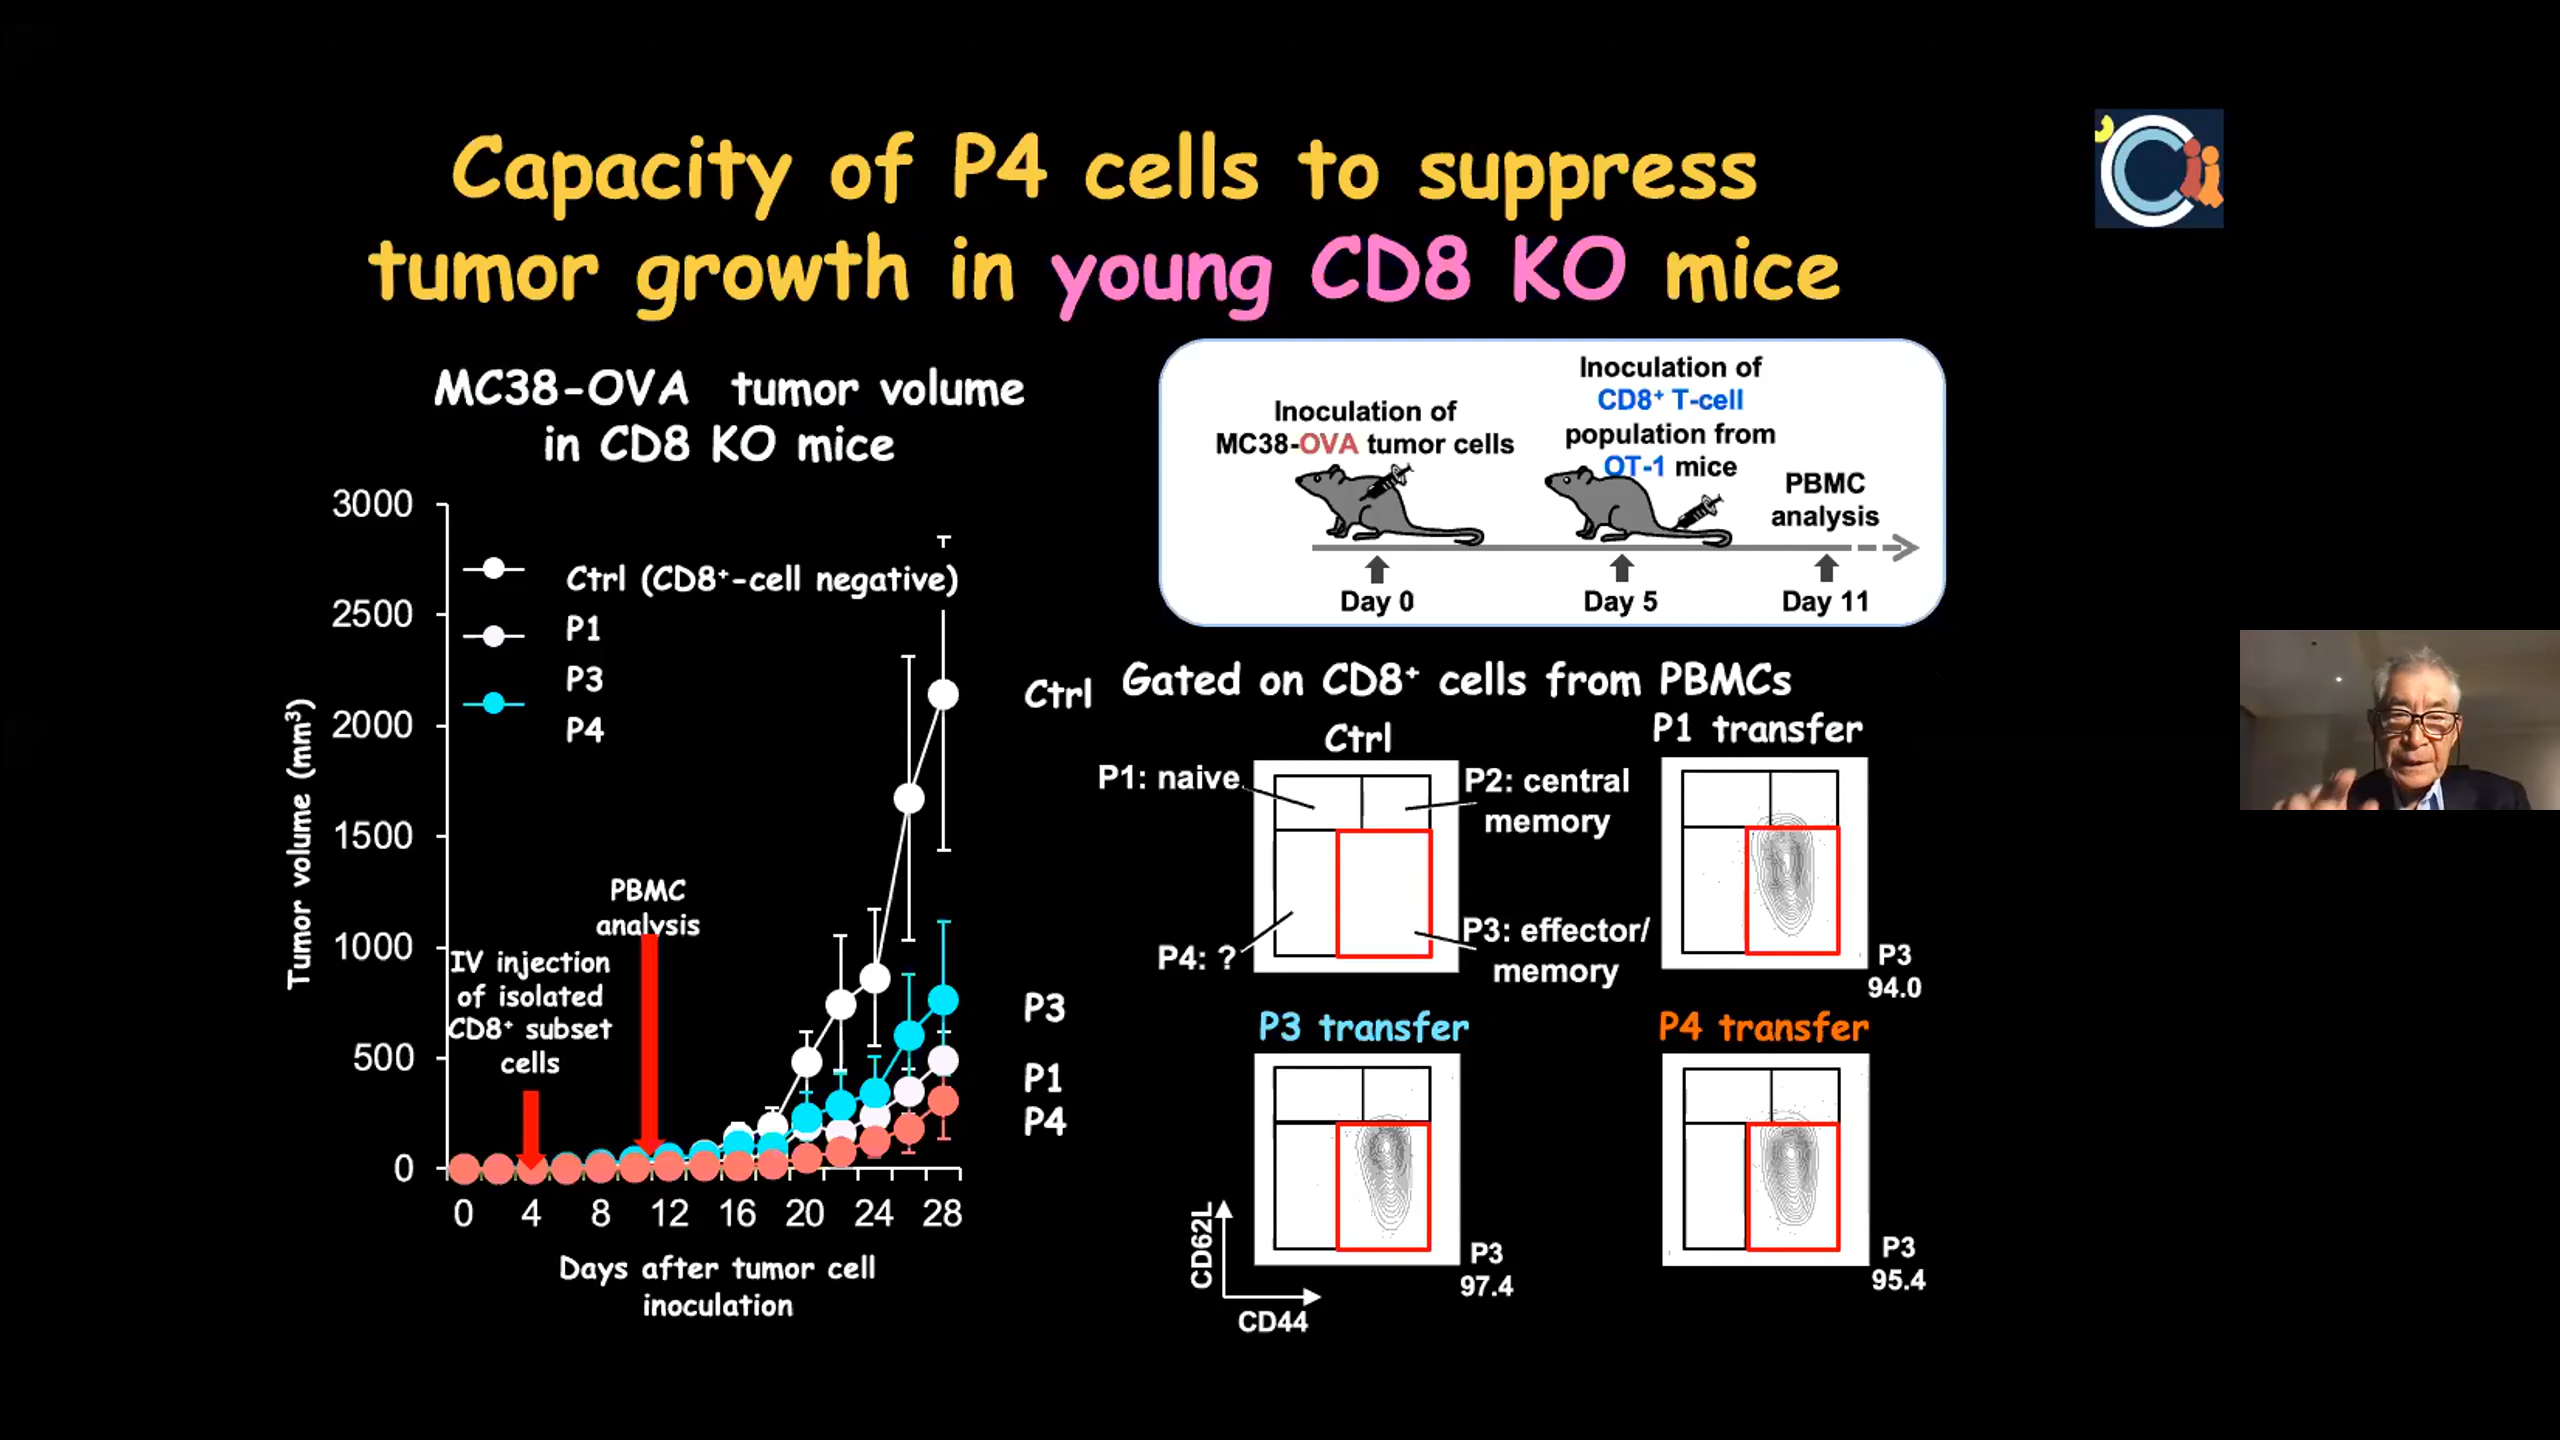 Capacity of P4 cells to suppress
tumor growth in young CD8 KO mice
MC38-OVA tumor volume
in CD8 KO mice
3000
2500
2000
1500
1000
500
0
Tumor volume (mm³)
Ctrl (CD8⁺-cell negative)
P1
P3
P4
PBMC
analysis
IV injection
of isolated
CD8⁺ subset
cells
Ctrl
P3
P1
P4
0 4 8 12 16 20 24 28
Days after tumor cell
inoculation
Inoculation of
MC38-OVA tumor cells
Inoculation of
CD8⁺ T-cell
population from
OT-1 mice
PBMC
analysis
Day 0
Day 5
Day 11
Gated on CD8⁺ cells from PBMCs
Ctrl
P1: naive
P2: central
memory
P3: effector/
memory
P4: ?
P1 transfer
P3
94.0
P3 transfer
P3
97.4
P4 transfer
P3
95.4
CD62L
CD44